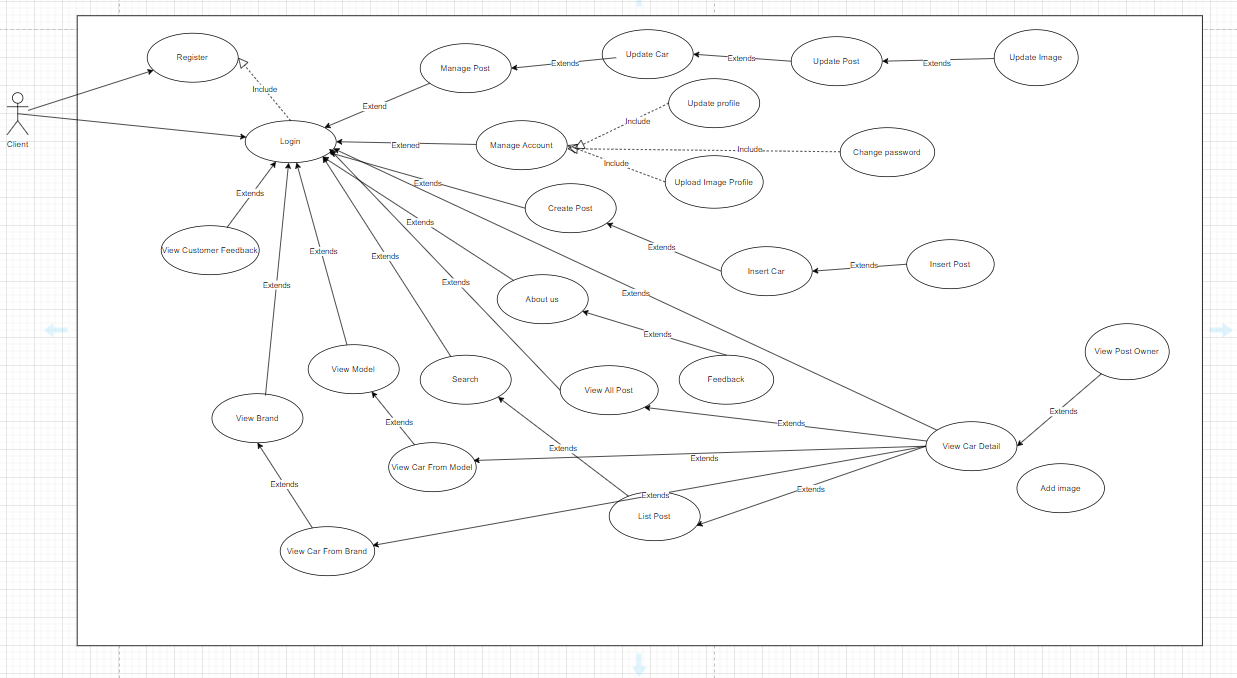 Register
Include
Client
Login
Manage Post
Extends
Update Car
Extends
Update Post
Extends
Update Image
Extend
Update profile
Include
Extened
Manage Account
Include
Change password
Include
Upload Image Profile
Extends
Create Post
Extends
View Customer Feedback
Extends
Extends
Extends
Extends
Insert Car
Extends
Insert Post
Extends
Extends
Extends
Extends
About us
Extends
View Post Owner
View Model
Search
View All Post
Feedback
Extends
View Brand
Extends
Extends
View Car Detail
Extends
Extends
View Car From Model
Extends
Extends
Extends
Add image
Extends
List Post
View Car From Brand